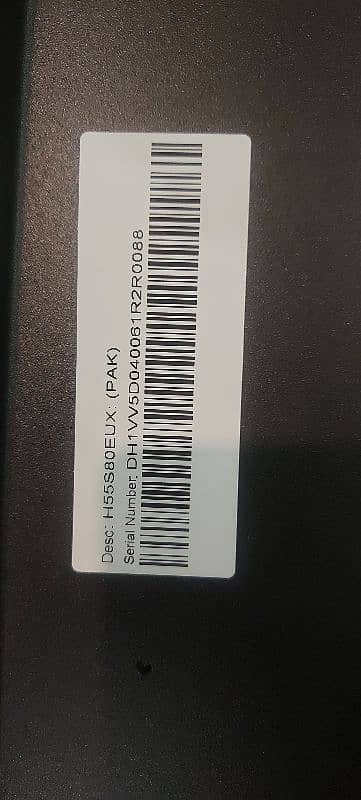 Desc: H55S80EUX: (PAK)
Serial Number: DH1VV5D040061R2R0088